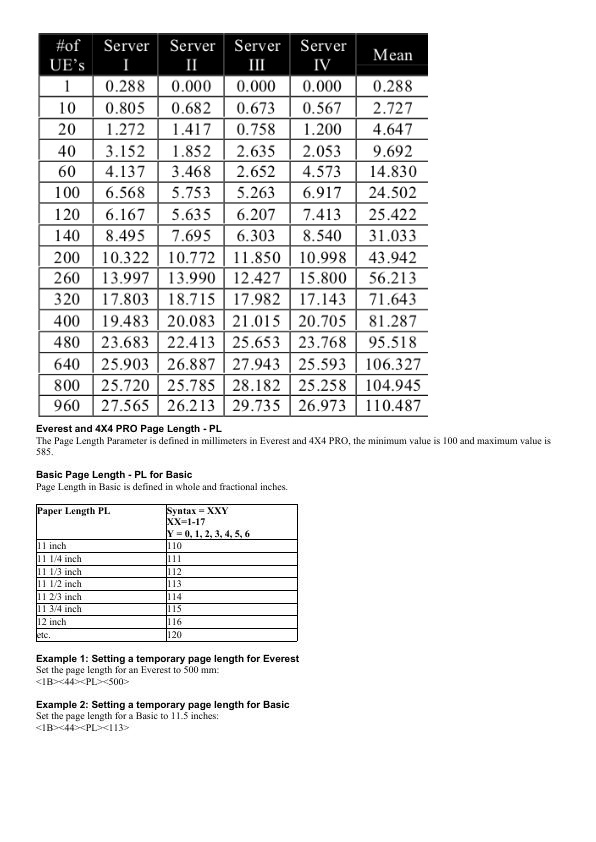 #of UE's Server I Server II Server III Server IV Mean
1 0.288 0.000 0.000 0.000 0.288
10 0.805 0.682 0.673 0.567 2.727
20 1.272 1.417 0.758 1.200 4.647
40 3.152 1.852 2.635 2.053 9.692
60 4.137 3.468 2.652 4.573 14.830
100 6.568 5.753 5.263 6.917 24.502
120 6.167 5.635 6.207 7.413 25.422
140 8.495 7.695 6.303 8.540 31.033
200 10.322 10.772 11.850 10.998 43.942
260 13.997 13.990 12.427 15.800 56.213
320 17.803 18.715 17.982 17.143 71.643
400 19.483 20.083 21.015 20.705 81.287
480 23.683 22.413 25.653 23.768 95.518
640 25.903 26.887 27.943 25.593 106.327
800 25.720 25.785 28.182 25.258 104.945
960 27.565 26.213 29.735 26.973 110.487
Everest and 4X4 PRO Page Length - PL
The Page Length Parameter is defined in millimeters in Everest and 4X4 PRO, the minimum value is 100 and maximum value is
585.
Basic Page Length - PL for Basic
Page Length in Basic is defined in whole and fractional inches.
Paper Length PL Syntax = XXY
XX=1-17
Y = 0, 1, 2, 3, 4, 5, 6
11 inch 110
11 1/4 inch 111
11 1/3 inch 112
11 1/2 inch 113
11 2/3 inch 114
11 3/4 inch 115
12 inch 116
etc. 120
Example 1: Setting a temporary page length for Everest
Set the page length for an Everest to 500 mm:
<1B><44><PL><500>
Example 2: Setting a temporary page length for Basic
Set the page length for a Basic to 11.5 inches:
<1B><44><PL><113>